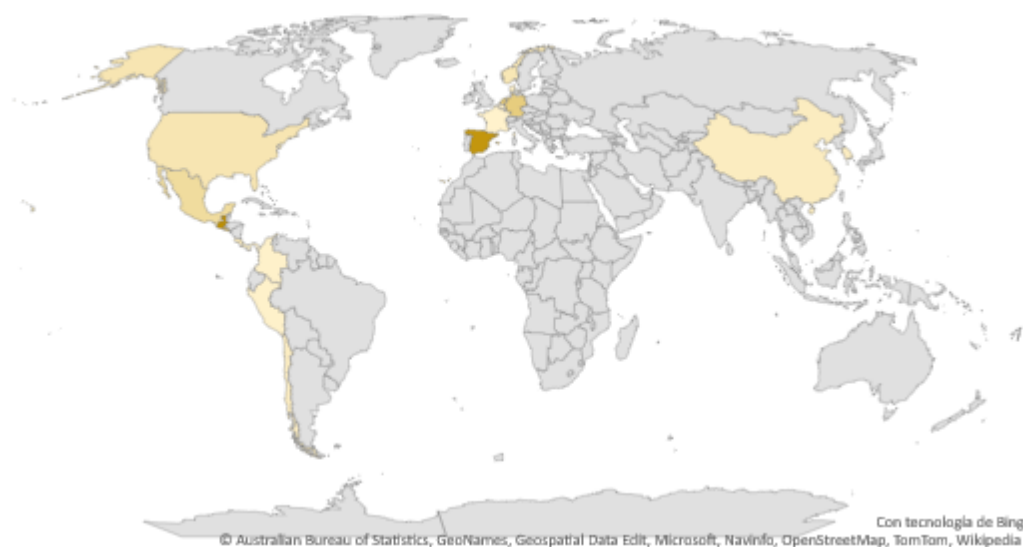 Con tecnología de Bing
© Australian Bureau of Statistics, GeoNames, Geospatial Data Edit, Microsoft, Navinfo, OpenStreetMap, TomTom, Wikipedia